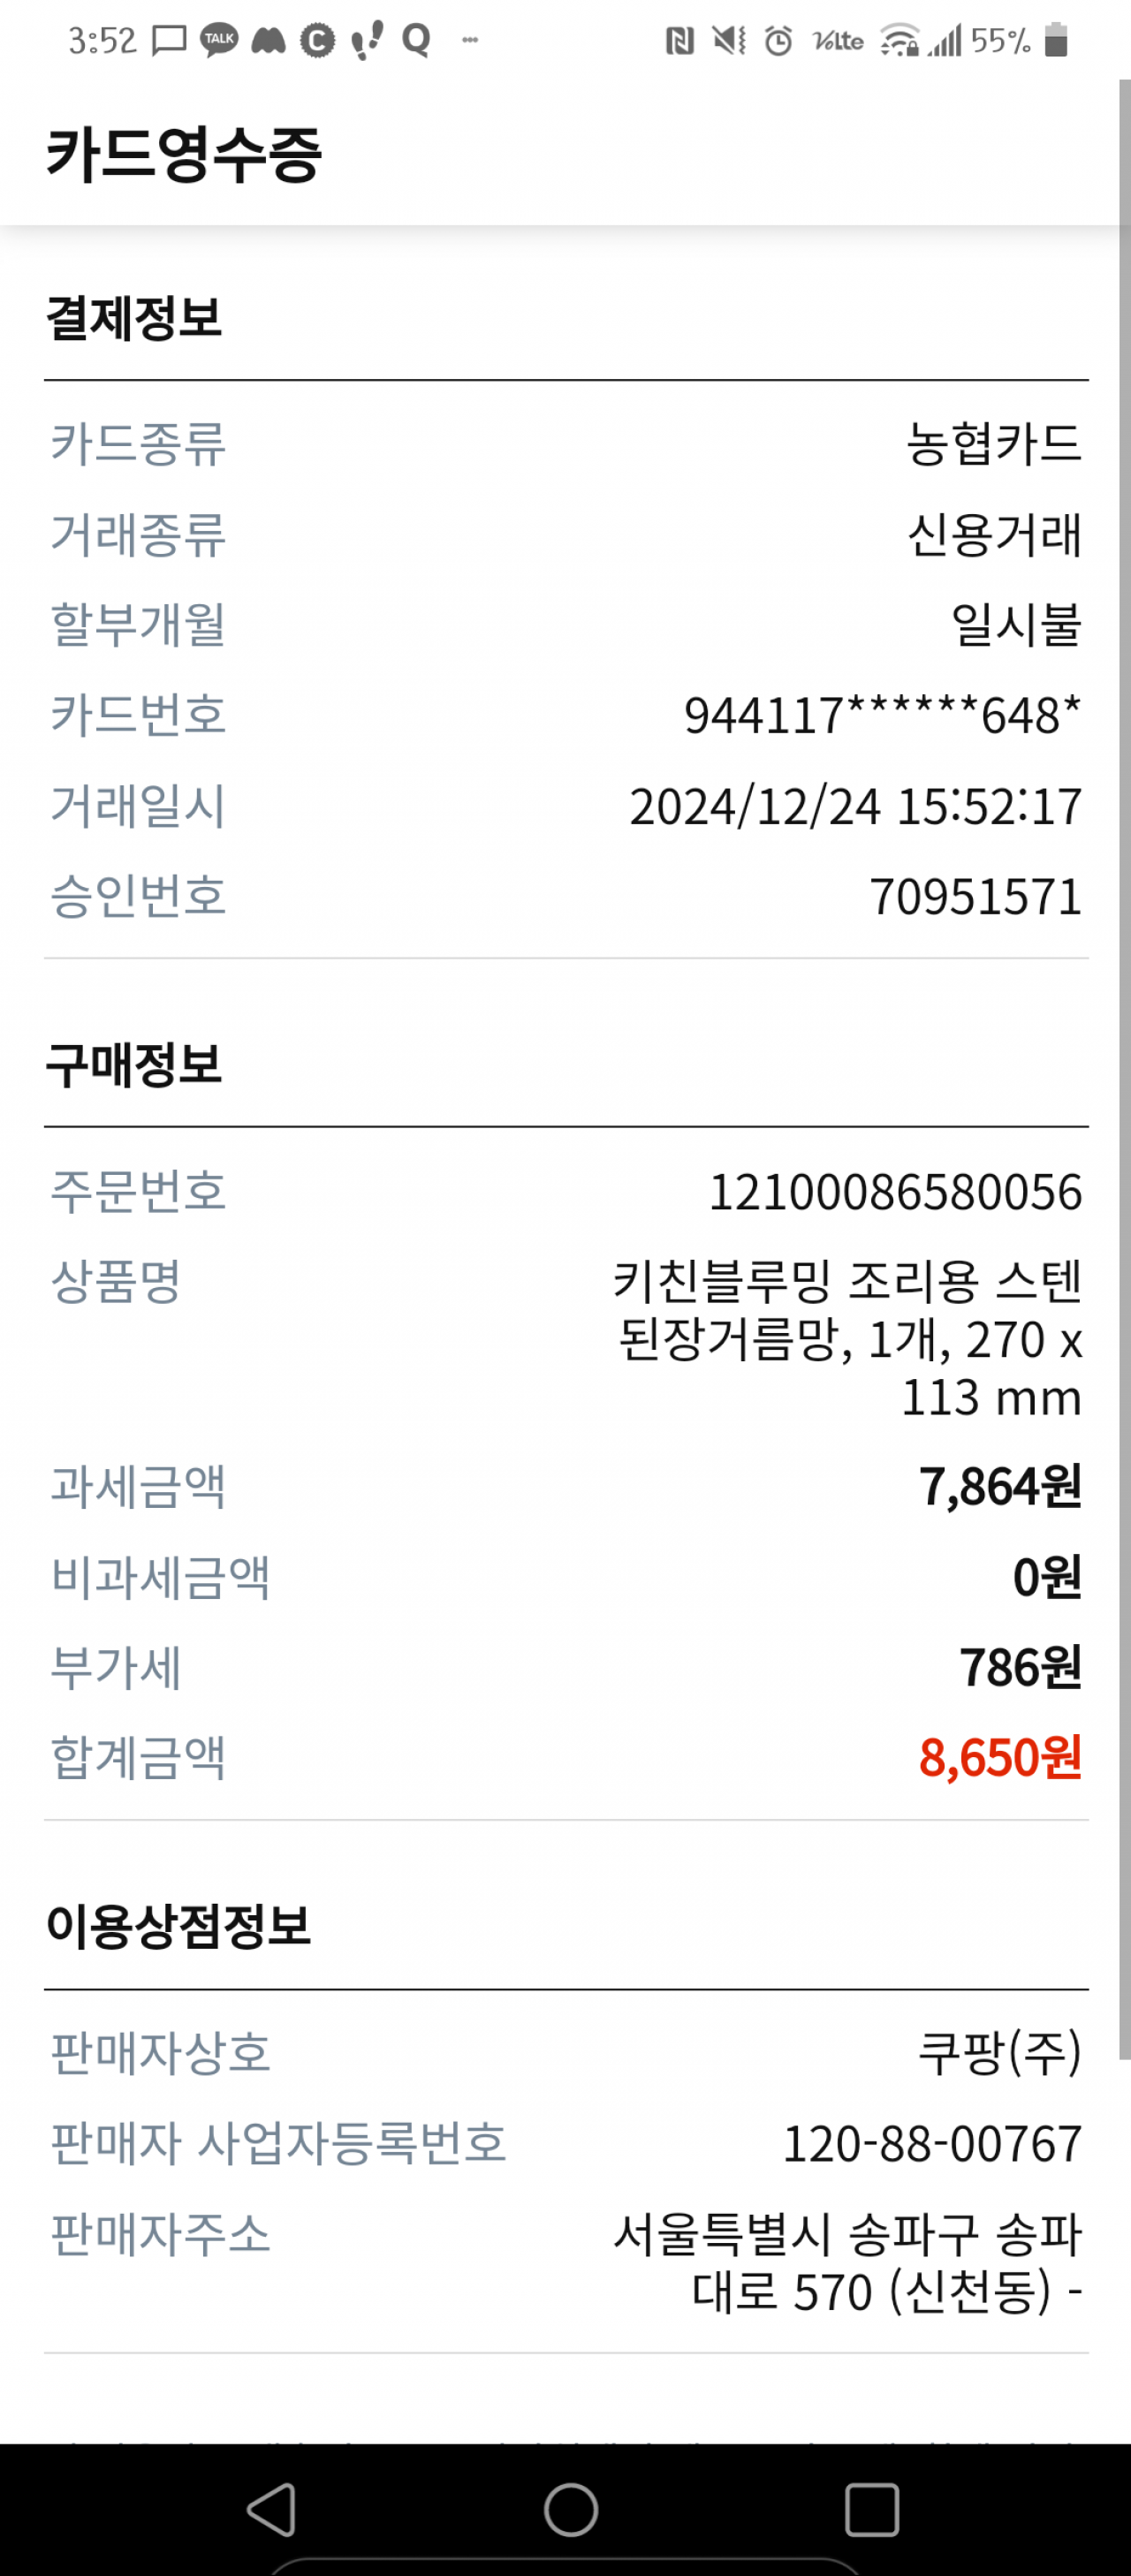 3:52 TALK C Q ··· N Volte 55%
카드영수증
결제정보
카드종류 농협카드
거래종류 신용거래
할부개월 일시불
카드번호 944117******648*
거래일시 2024/12/24 15:52:17
승인번호 70951571
구매정보
주문번호 12100086580056
상품명 키친블루밍 조리용 스텐
된장거름망, 1개, 270 x
113 mm
과세금액 7,864원
비과세금액 0원
부가세 786원
합계금액 8,650원
이용상점정보
판매자상호 쿠팡(주)
판매자 사업자등록번호 120-88-00767
판매자주소 서울특별시 송파구 송파
대로 570 (신천동) -